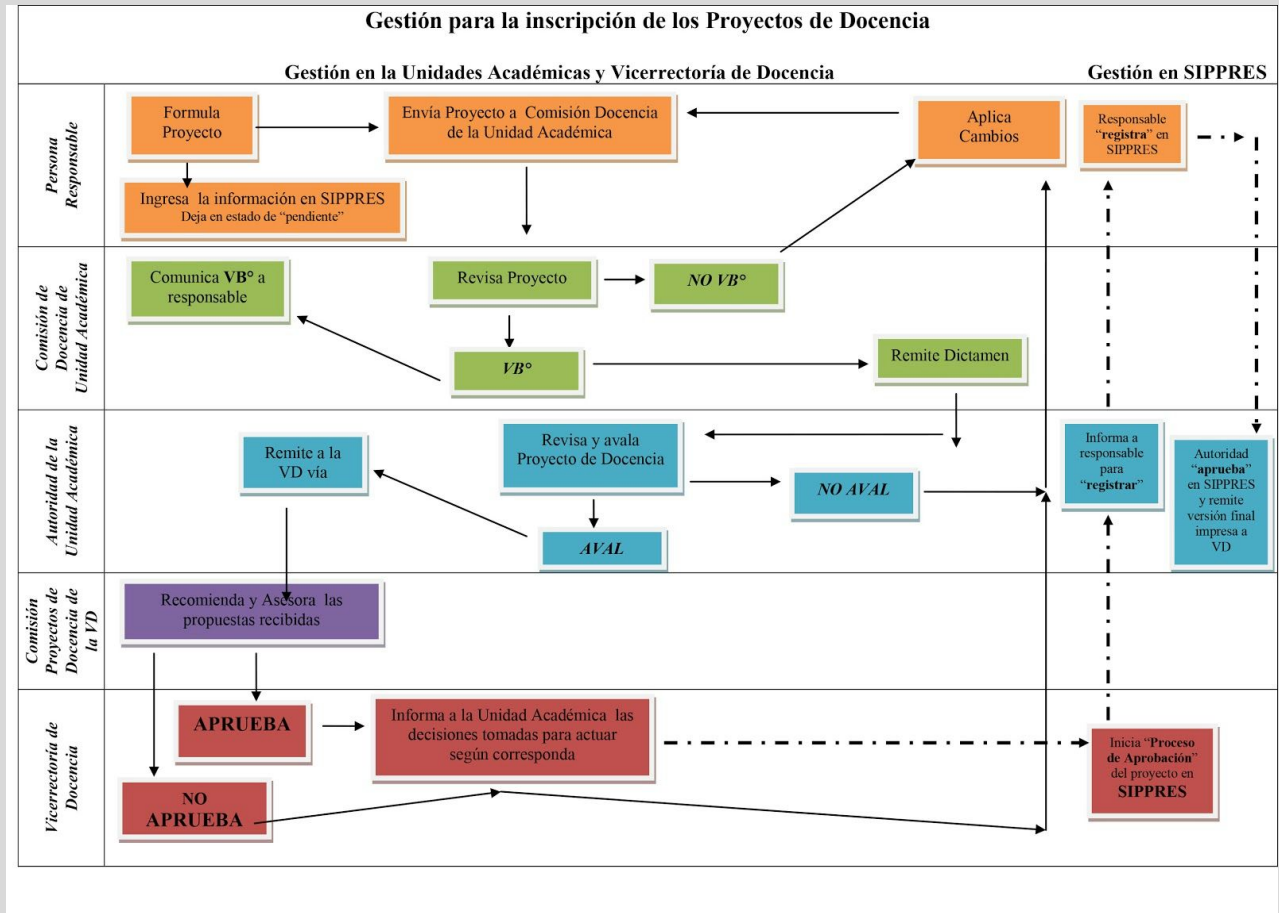 Gestión para la inscripción de los Proyectos de Docencia
Gestión en la Unidades Académicas y Vicerrectoría de Docencia
Gestión en SIPPRES
Persona
Responsable
Formula
Proyecto
Envía Proyecto a Comisión Docencia
de la Unidad Académica
Aplica
Cambios
Responsable
“registra” en
SIPPRES
Ingresa la información en SIPPRES
Deja en estado de “pendiente”
Comisión de
Docencia de
Unidad Académica
Comunica VB° a
responsable
Revisa Proyecto
NO VB°
VB°
Remite Dictamen
Autoridad de la
Unidad Académica
Remite a la
VD vía
Revisa y avala
Proyecto de Docencia
NO AVAL
AVAL
Informa a
responsable
para
“registrar”
Autoridad
“aprueba”
en SIPPRES
y remite
versión final
impresa a
VD
Comisión
Proyectos de
Docencia de
la VD
Recomienda y Asesora las
propuestas recibidas
Vicerrectoría de
Docencia
APRUEBA
Informa a la Unidad Académica las
decisiones tomadas para actuar
según corresponda
NO
APRUEBA
Inicia “Proceso
de Aprobación”
del proyecto en
SIPPRES